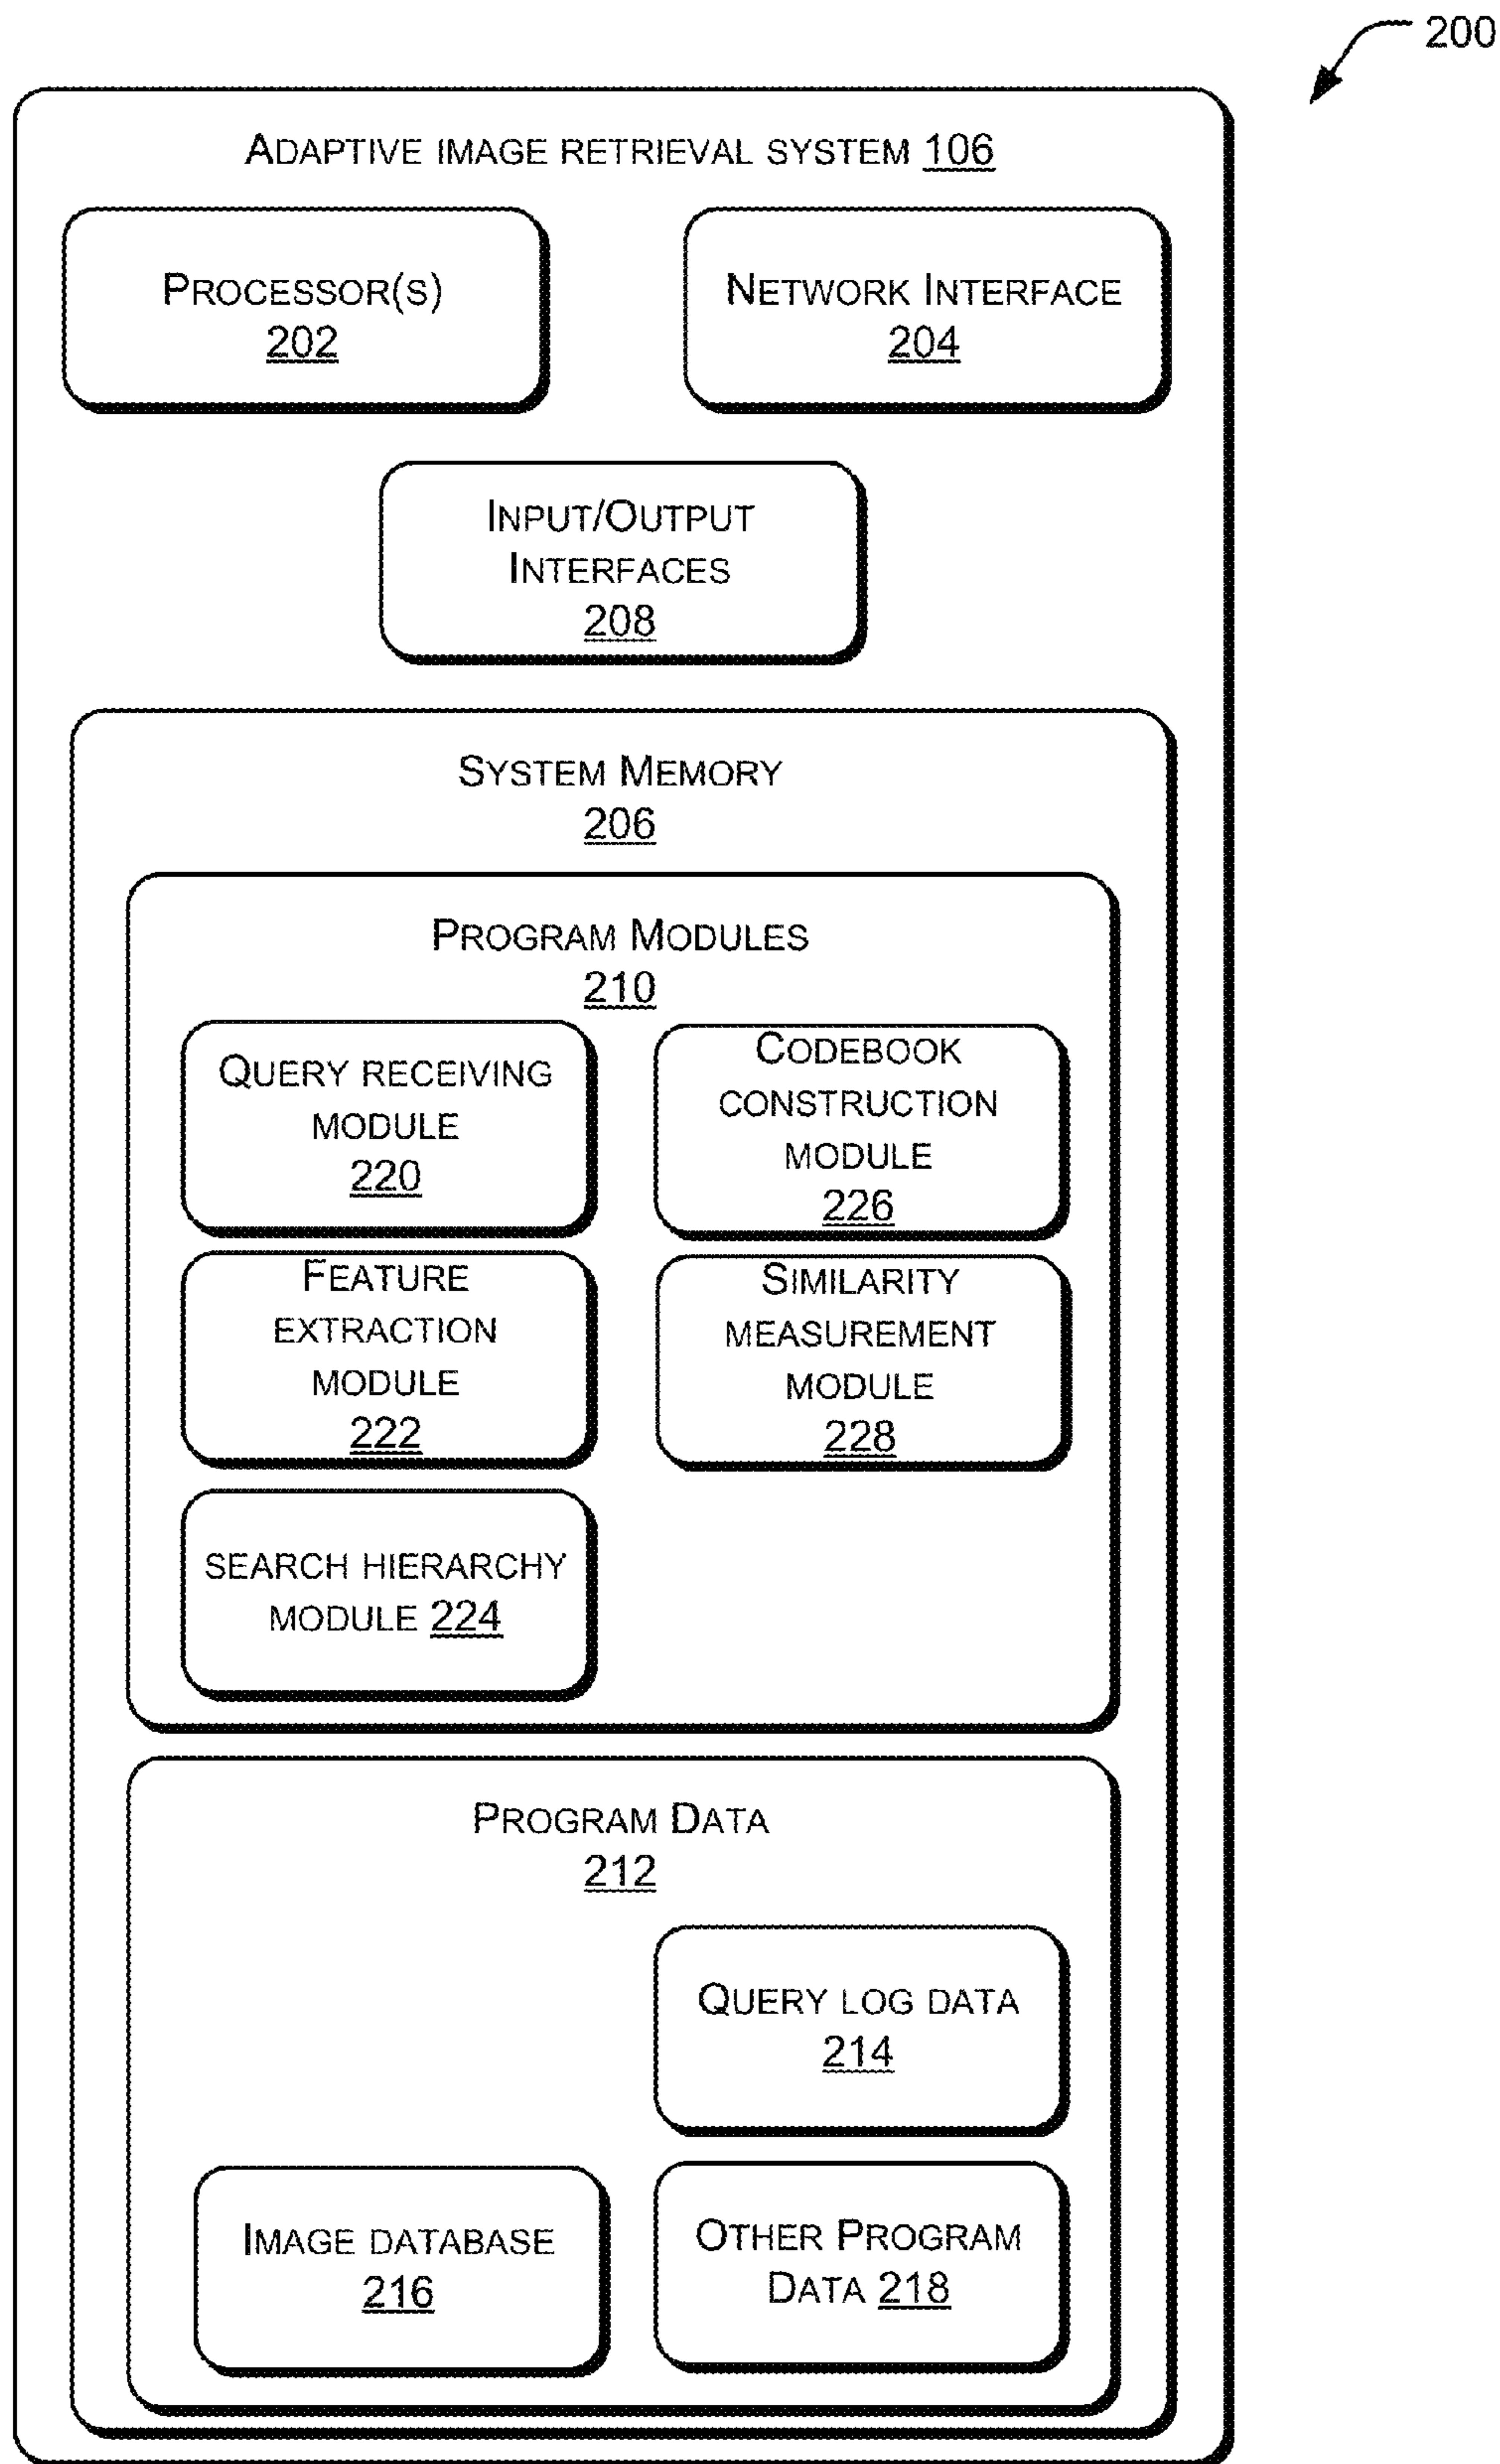 200
ADAPTIVE IMAGE RETRIEVAL SYSTEM 106
PROCESSOR(S)
202
NETWORK INTERFACE
204
INPUT/OUTPUT
INTERFACES
208
SYSTEM MEMORY
206
PROGRAM MODULES
210
QUERY RECEIVING
MODULE
220
CODEBOOK
CONSTRUCTION
MODULE
226
FEATURE
EXTRACTION
MODULE
222
SIMILARITY
MEASUREMENT
MODULE
228
SEARCH HIERARCHY
MODULE 224
PROGRAM DATA
212
QUERY LOG DATA
214
IMAGE DATABASE
216
OTHER PROGRAM
DATA 218